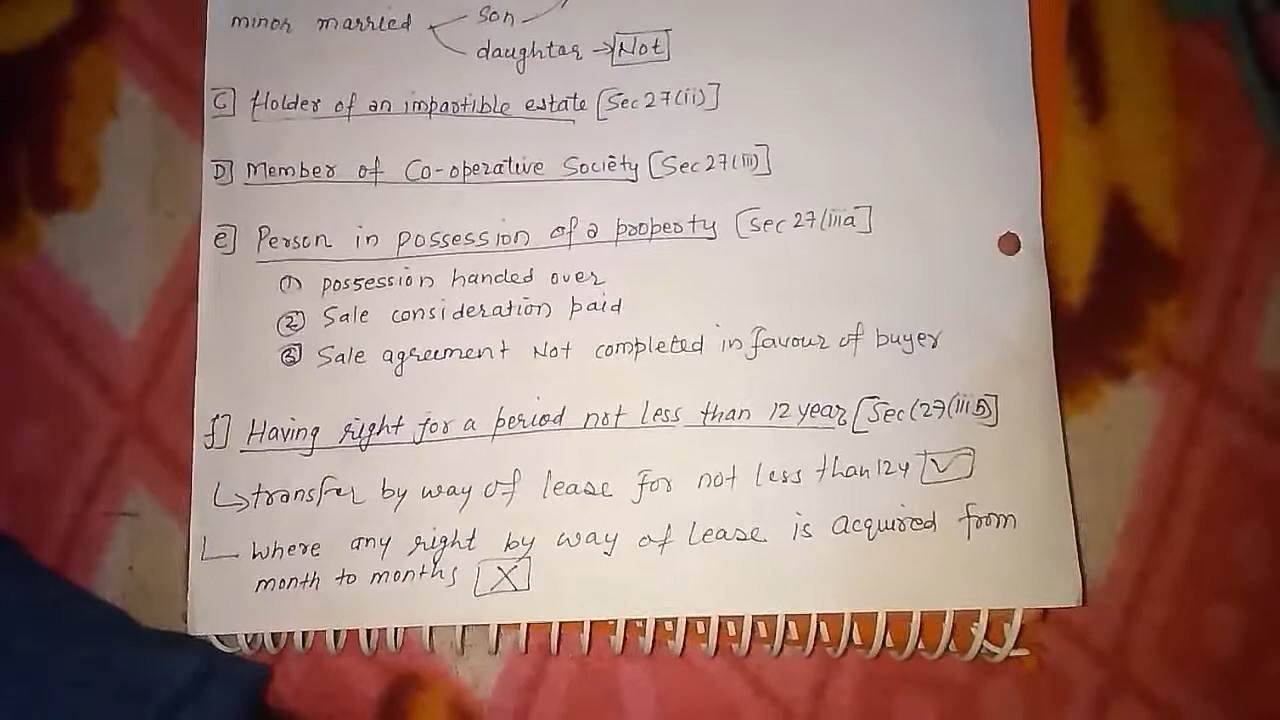 minor married son
daughter → Not
C] Holder of an impartible estate [Sec 27(ii)]
D] Member of Co-operative Society [Sec 27(iii)]
e] Person in possession of a property [Sec 27(iiia]
① possession handed over
② Sale consideration paid
③ Sale agreement Not completed in favour of buyer
f] Having right for a period not less than 12 year [Sec (27(iiib]
↳ transfer by way of lease for not less than 12 y ✓
where any right by way of lease is acquired from
month to months X